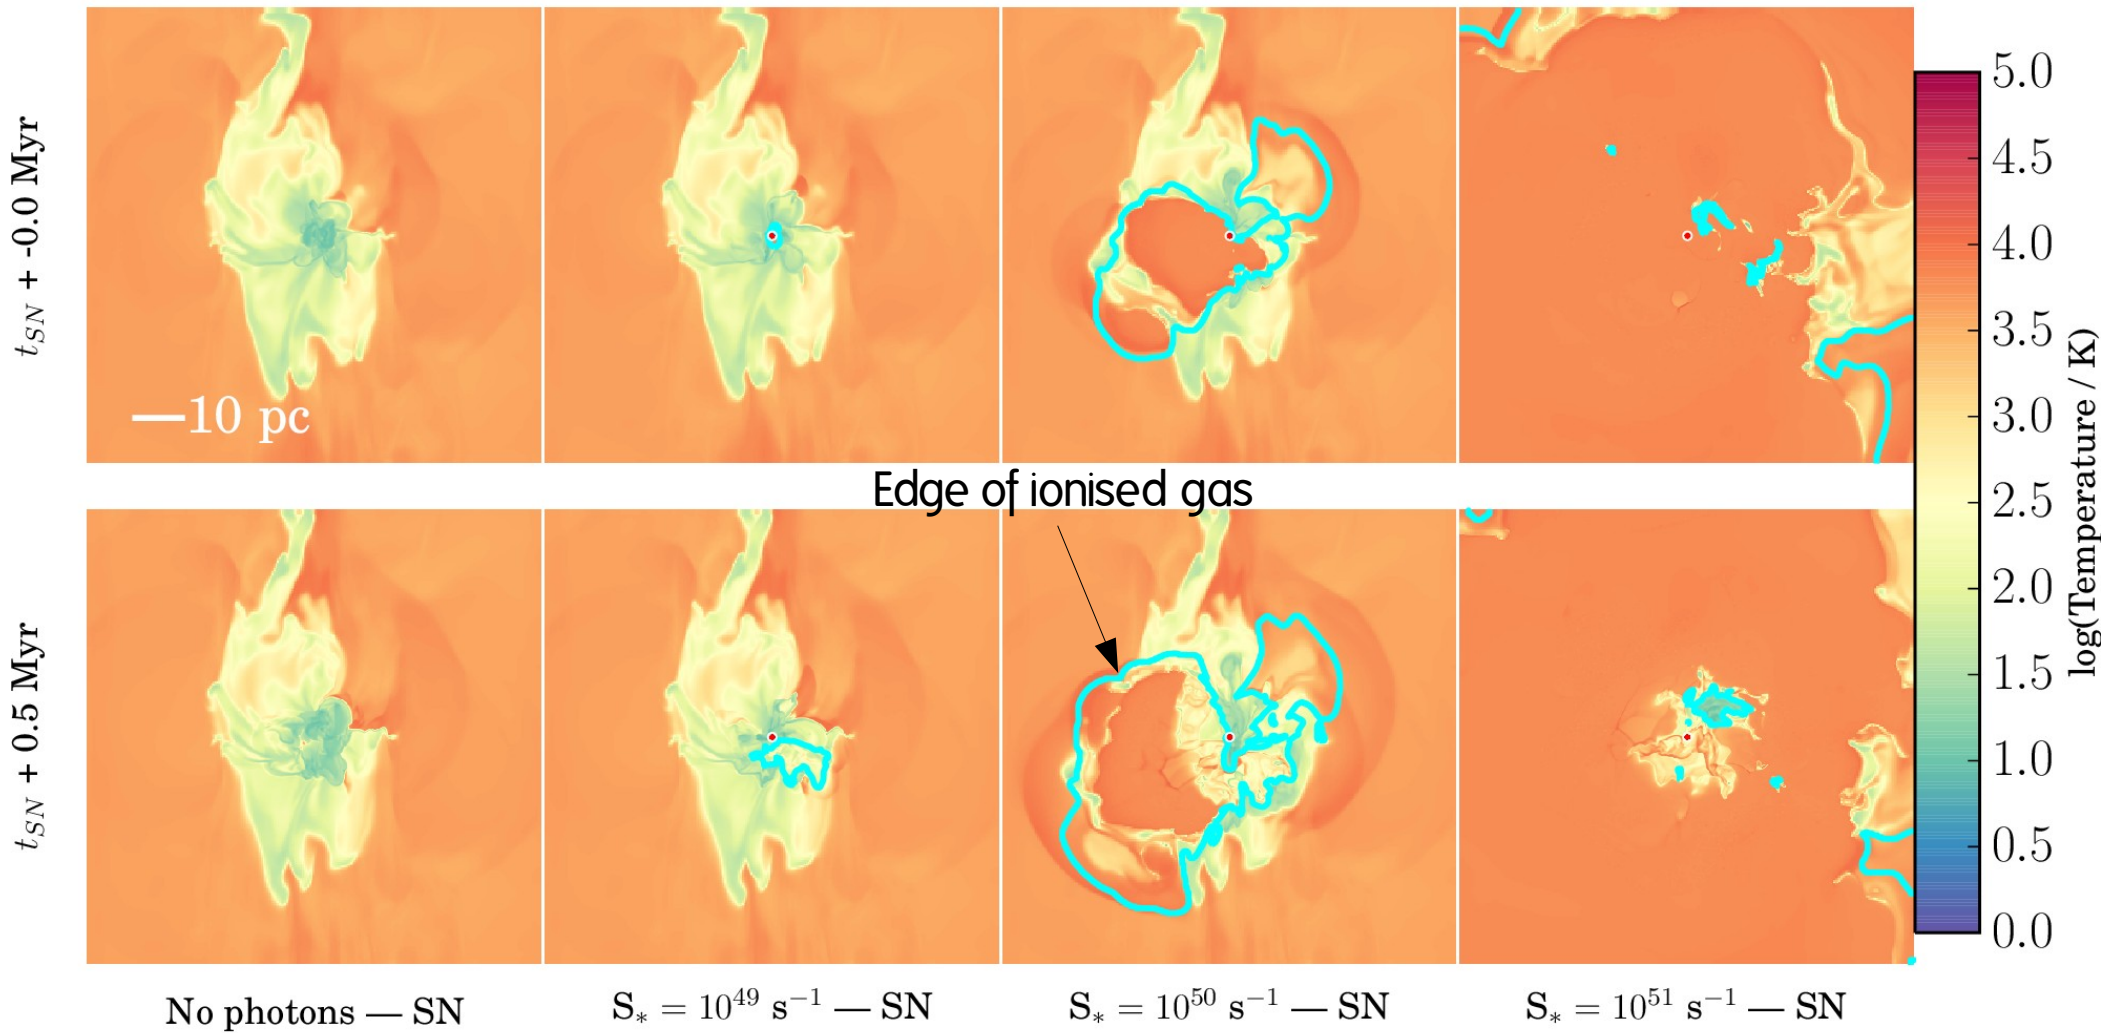 t_SN + -0.0 Myr
10 pc
Edge of ionised gas
t_SN + 0.5 Myr
5.0
4.5
4.0
3.5
3.0
2.5
2.0
1.5
1.0
0.5
0.0
log(Temperature / K)
No photons — SN
S_* = 10^49 s^−1 — SN
S_* = 10^50 s^−1 — SN
S_* = 10^51 s^−1 — SN